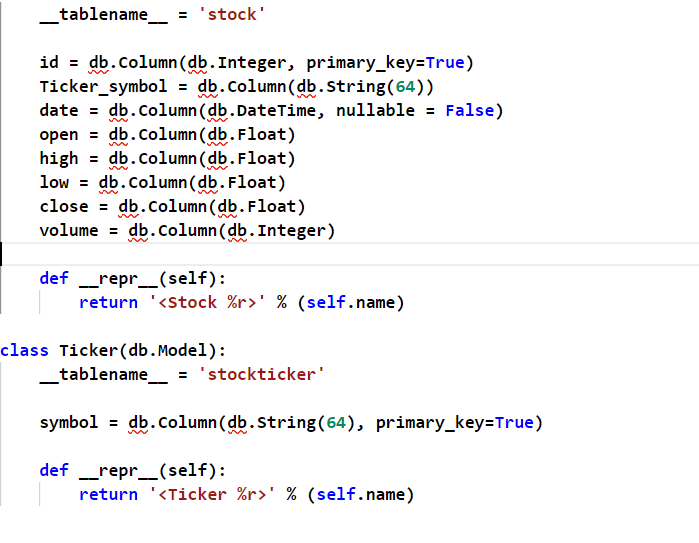 __tablename__ = 'stock'
id = db.Column(db.Integer, primary_key=True)
Ticker_symbol = db.Column(db.String(64))
date = db.Column(db.DateTime, nullable = False)
open = db.Column(db.Float)
high = db.Column(db.Float)
low = db.Column(db.Float)
close = db.Column(db.Float)
volume = db.Column(db.Integer)
def __repr__(self):
return '<Stock %r>' % (self.name)
class Ticker(db.Model):
__tablename__ = 'stockticker'
symbol = db.Column(db.String(64), primary_key=True)
def __repr__(self):
return '<Ticker %r>' % (self.name)